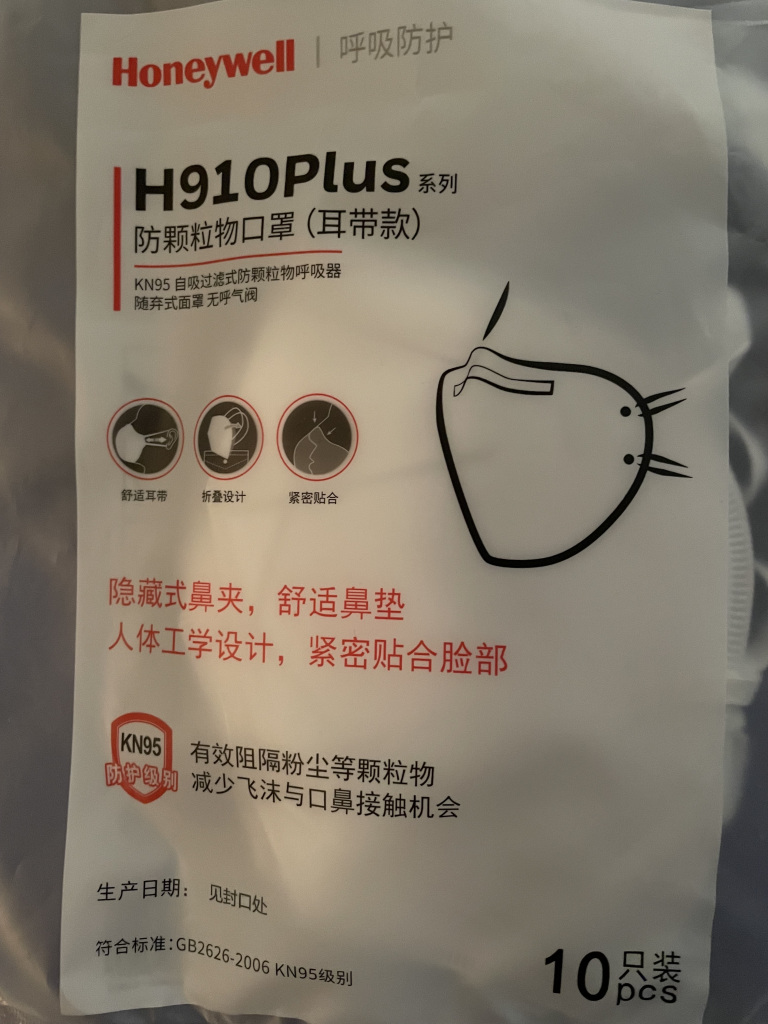 Honeywell | 呼吸防护
H910Plus 系列
防颗粒物口罩（耳带款）
KN95 自吸过滤式防颗粒物呼吸器
随弃式面罩 无呼气阀
舒适耳带 折叠设计 紧密贴合
隐藏式鼻夹，舒适鼻垫
人体工学设计，紧密贴合脸部
KN95
防护级别
有效阻隔粉尘等颗粒物
减少飞沫与口鼻接触机会
生产日期： 见封口处
符合标准：GB2626-2006 KN95级别
10只装
pcs